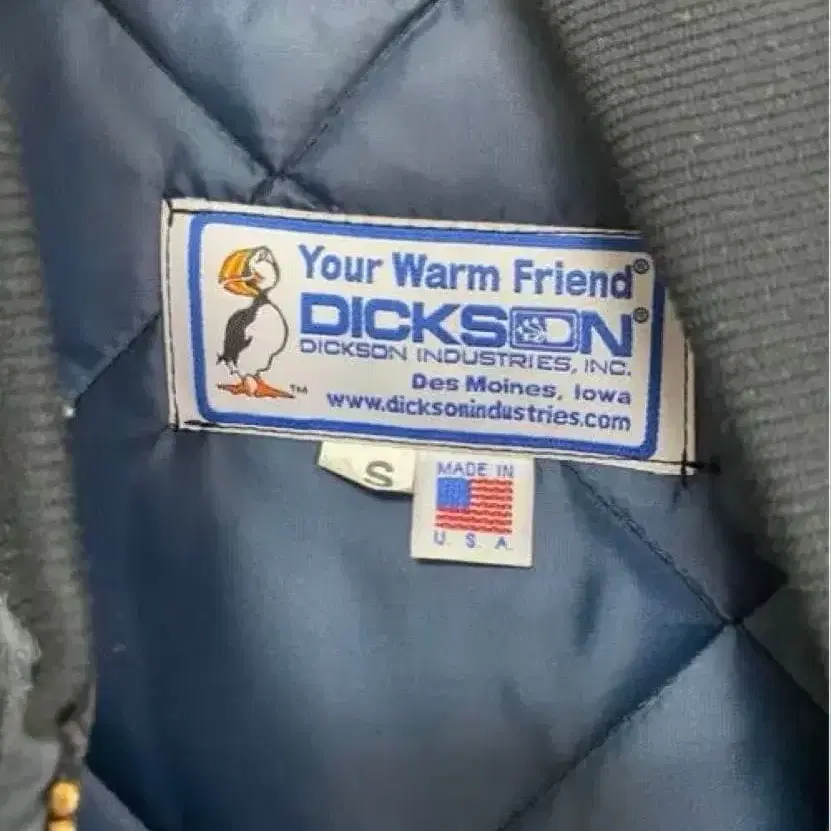 Your Warm Friend®
DICKSON®
DICKSON INDUSTRIES, INC.
Des Moines, Iowa
www.dicksonindustries.com
™
S
MADE IN
U. S. A.